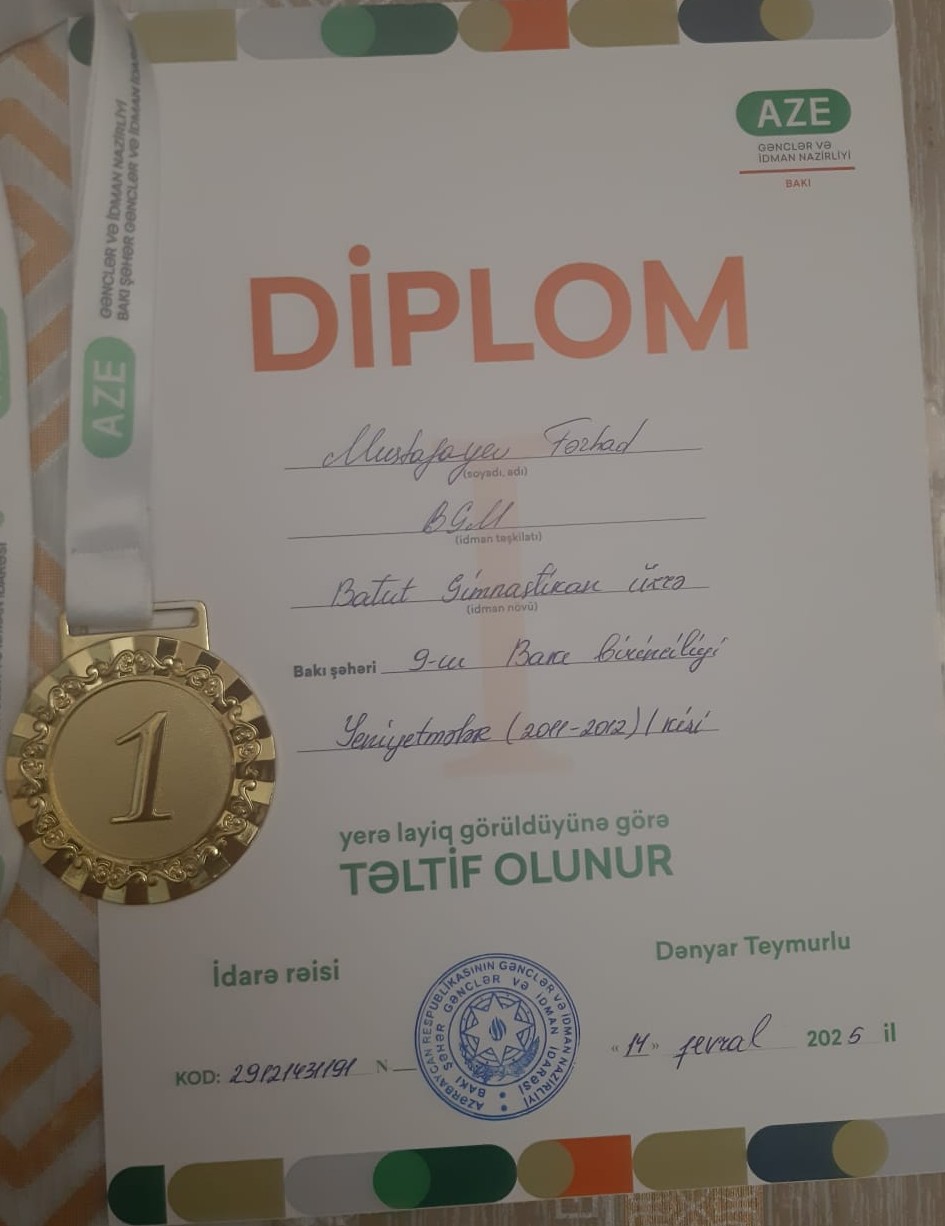 AZE
GƏNCLƏR VƏ
İDMAN NAZİRLİYİ
BAKI
GƏNCLƏR VƏ İDMAN NAZİRLİYİ
BAKI ŞƏHƏR GƏNCLƏR VƏ İDMAN
AZE
DİPLOM
Mustafayev Fərhad
(soyadı, adı)
BGM
(idman təşkilatı)
Batut Gimnastikan üzrə
(idman növü)
Bakı şəhəri 9-cu Bakı birinciliyi
Yeniyetmələr (2011-2012) / Kişi
I
yerə layiq görüldüyünə görə
TƏLTİF OLUNUR
1
İdarə rəisi
Dənyar Teymurlu
AZƏRBAYCAN RESPUBLİKASININ GƏNCLƏR VƏ İDMAN NAZİRLİYİ
BAKI ŞƏHƏR GƏNCLƏR VƏ İDMAN İDARƏSİ
«14» fevral 2025 il
KOD: 29121431191 N